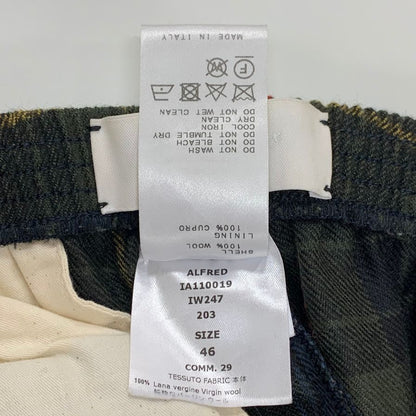 MADE IN ITALY
DO NOT WET CLEAN
DRY CLEAN
COOL IRON
DO NOT TUMBLE DRY
DO NOT BLEACH
DO NOT WASH
100% CUPRO
LINING
100% WOOL
SHELL
ALFRED
IA110019
IW247
203
SIZE
46
COMM. 29
TESSUTO FABRIC 本体
100% Lana vergine Virgin wool